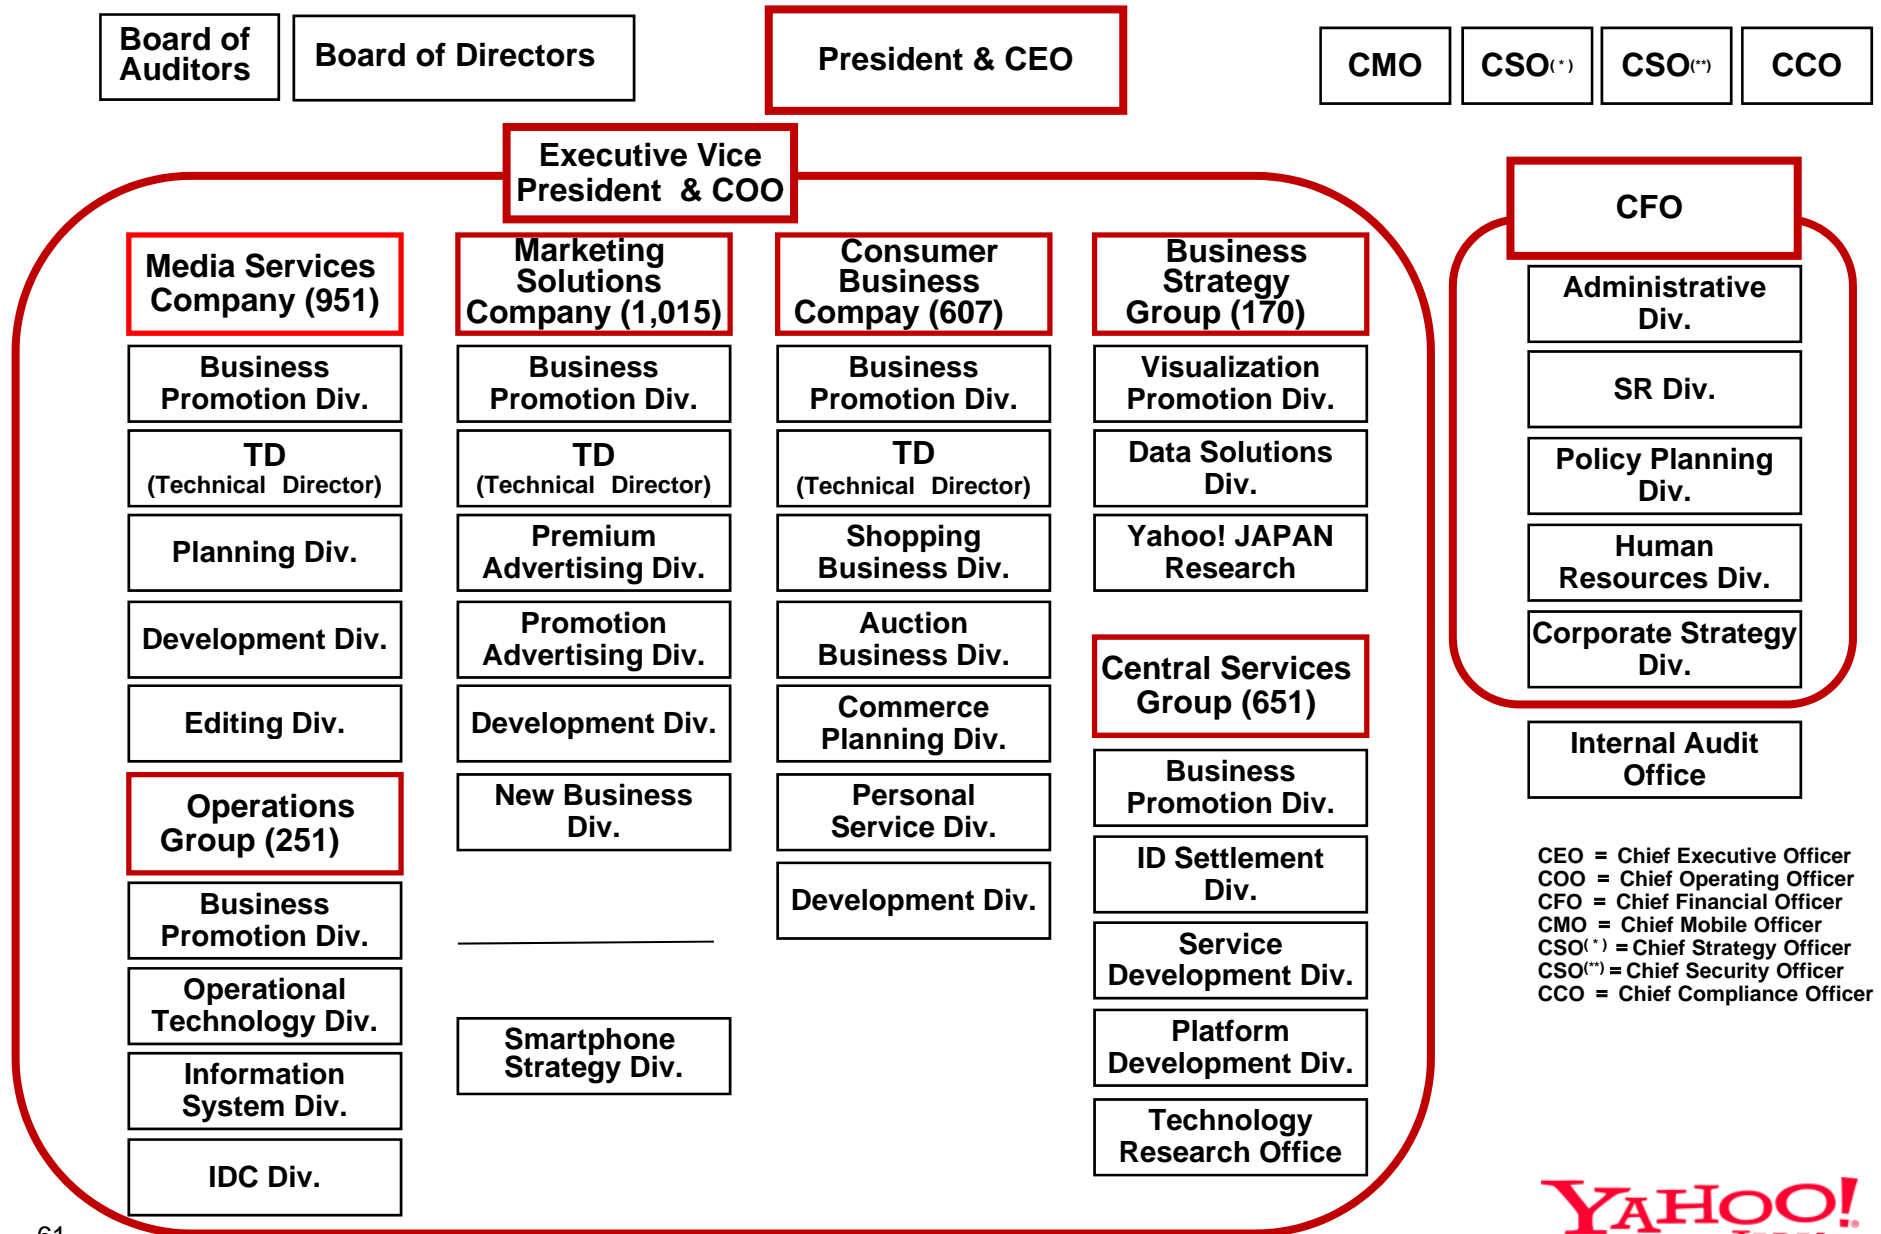 Board of
Auditors
Board of Directors
President & CEO
CMO
CSO(*)
CSO(**)
CCO
Executive Vice
President & COO
Media Services
Company (951)
Business
Promotion Div.
TD
(Technical Director)
Planning Div.
Development Div.
Editing Div.
Operations
Group (251)
Business
Promotion Div.
Operational
Technology Div.
Information
System Div.
IDC Div.
Marketing
Solutions
Company (1,015)
Business
Promotion Div.
TD
(Technical Director)
Premium
Advertising Div.
Promotion
Advertising Div.
Development Div.
New Business
Div.
Smartphone
Strategy Div.
Consumer
Business
Compay (607)
Business
Promotion Div.
TD
(Technical Director)
Shopping
Business Div.
Auction
Business Div.
Commerce
Planning Div.
Personal
Service Div.
Development Div.
Business
Strategy
Group (170)
Visualization
Promotion Div.
Data Solutions
Div.
Yahoo! JAPAN
Research
Central Services
Group (651)
Business
Promotion Div.
ID Settlement
Div.
Service
Development Div.
Platform
Development Div.
Technology
Research Office
CFO
Administrative
Div.
SR Div.
Policy Planning
Div.
Human
Resources Div.
Corporate Strategy
Div.
Internal Audit
Office
CEO = Chief Executive Officer
COO = Chief Operating Officer
CFO = Chief Financial Officer
CMO = Chief Mobile Officer
CSO(*) = Chief Strategy Officer
CSO(**) = Chief Security Officer
CCO = Chief Compliance Officer
YAHOO!
61